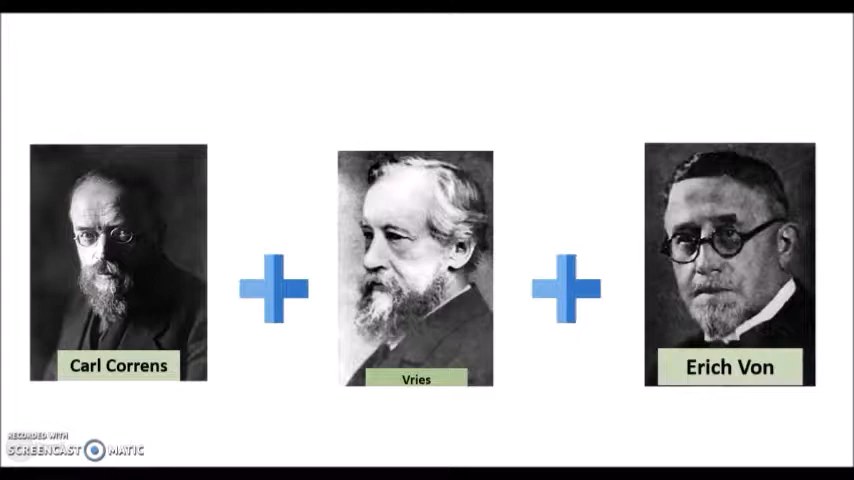 Carl Correns
Vries
Erich Von
RECORDED WITH
SCREENCAST MATIC